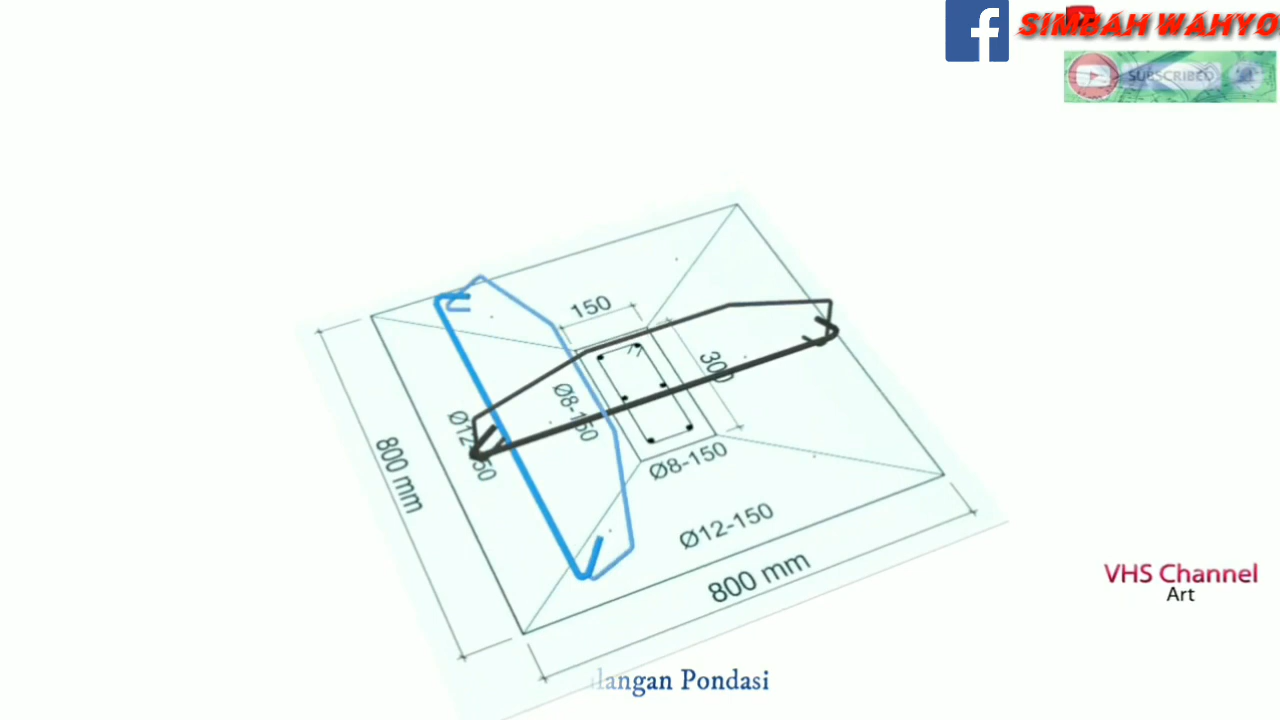 SIMBAH WAHYO
SUBSCRIBED
150
300
Ø8-150
Ø8-150
Ø12-150
800 mm
Ø12-150
800 mm
VHS Channel
Art
langan Pondasi